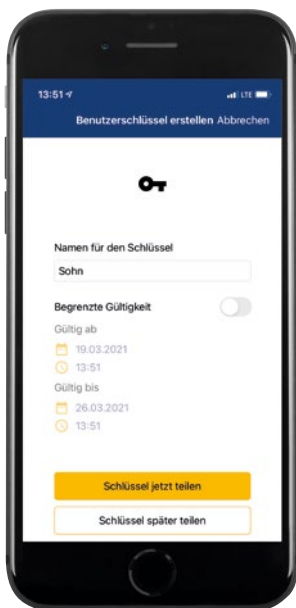 13:51
LTE
Benutzerschlüssel erstellen Abbrechen
Namen für den Schlüssel
Sohn
Begrenzte Gültigkeit
Gültig ab
19.03.2021
13:51
Gültig bis
26.03.2021
13:51
Schlüssel jetzt teilen
Schlüssel später teilen